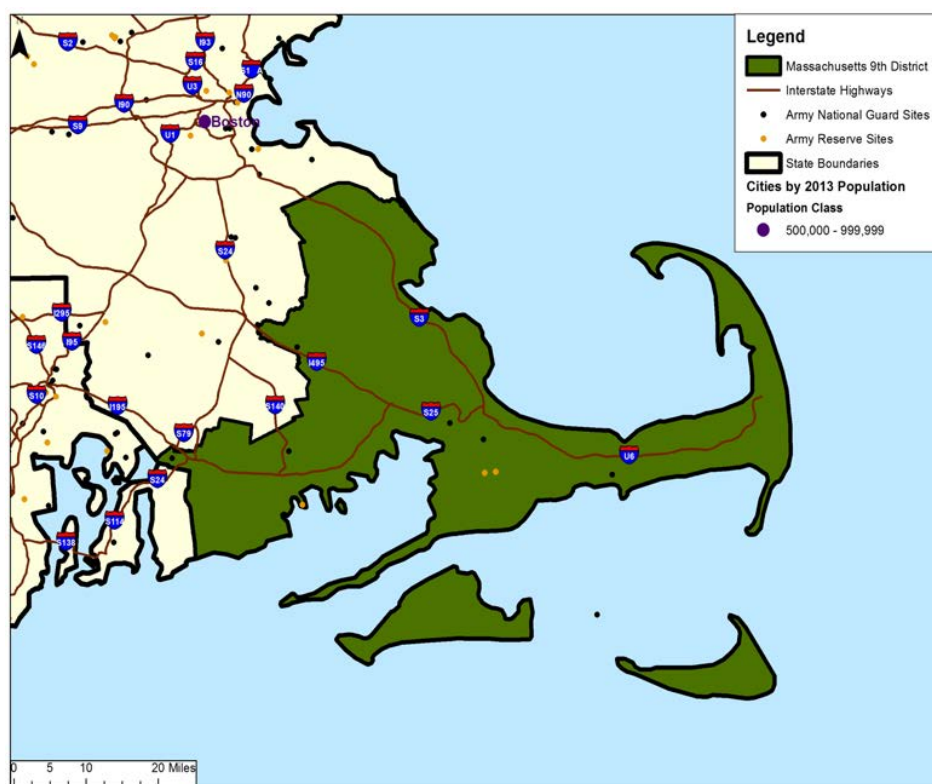 N
Legend
Massachusetts 9th District
Interstate Highways
Army National Guard Sites
Army Reserve Sites
State Boundaries
Cities by 2013 Population
Population Class
500,000 - 999,999
S2
I93
S16
S1 A
U3
N90
I90
S9
Boston
U1
S24
I295
S3
S146
I95
I495
S10
I195
S140
S25
S79
U6
S24
S114
S138
0 5 10 20 Miles